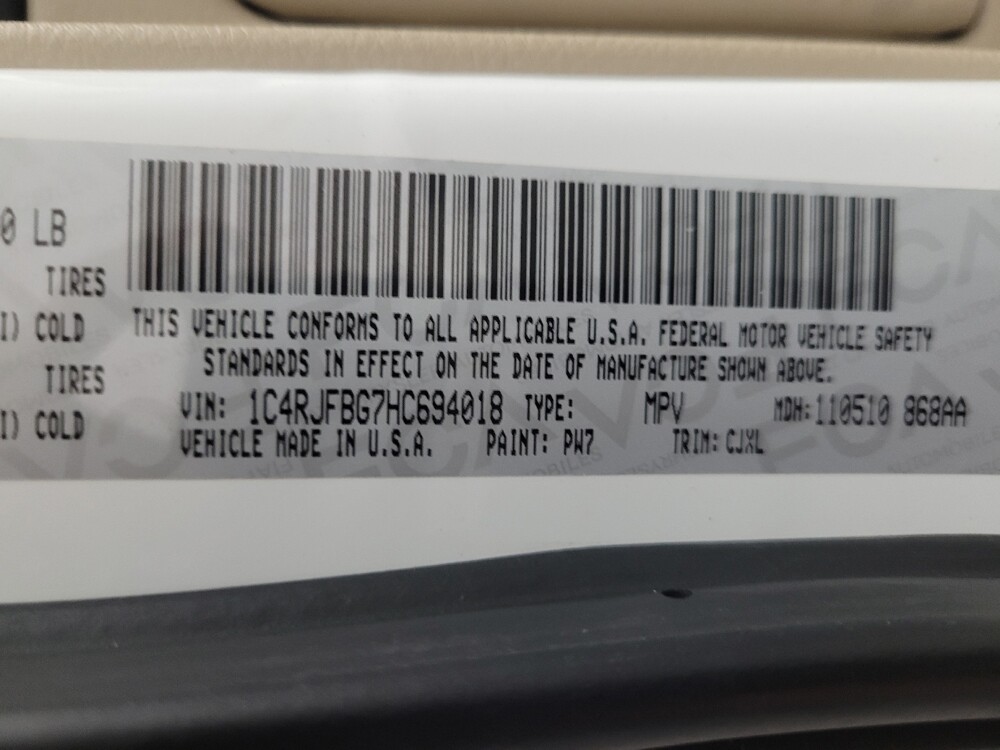 0 LB
TIRES
I) COLD
TIRES
I) COLD
THIS VEHICLE CONFORMS TO ALL APPLICABLE U.S.A. FEDERAL MOTOR VEHICLE SAFETY
STANDARDS IN EFFECT ON THE DATE OF MANUFACTURE SHOWN ABOVE.
VIN: 1C4RJFBG7HC694018 TYPE: MPV MDH: 110510 868AA
VEHICLE MADE IN U.S.A. PAINT: PW7 TRIM: CJXL